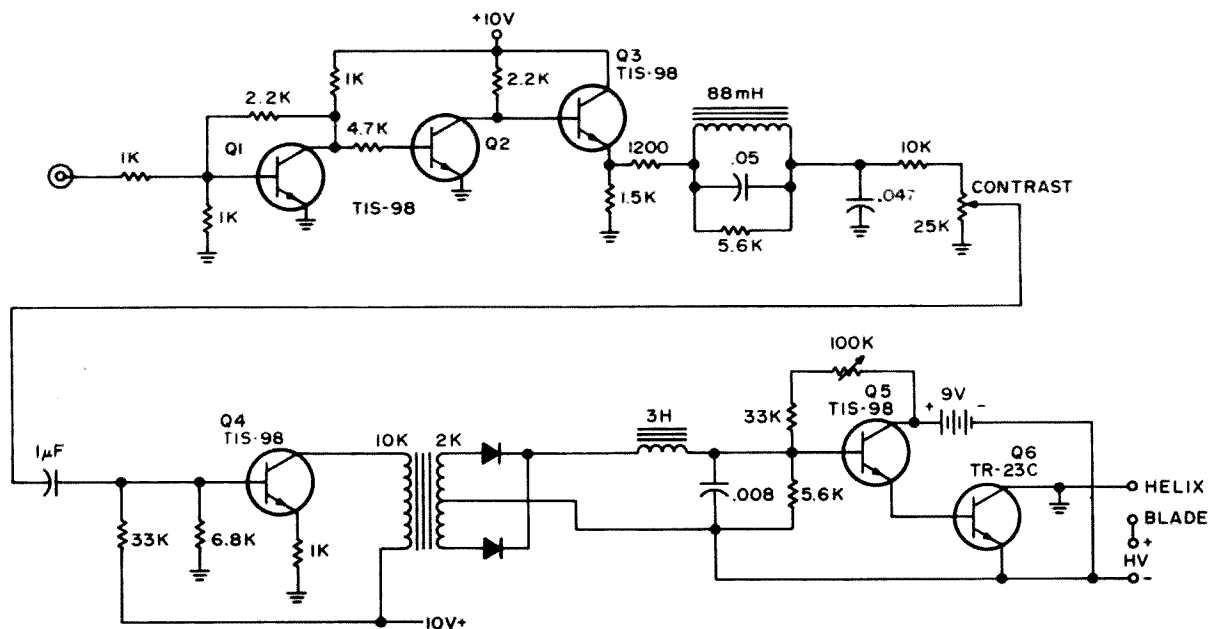 +10V
Q3
TIS-98
1K
2.2K
2.2K
88mH
Q1
4.7K
Q2
1K
1200
.05
10K
CONTRAST
TIS-98
1K
1.5K
.047
25K
5.6K
100K
Q5
TIS-98
9V
+ -
Q4
TIS-98
3H
33K
1µF
10K
2K
Q6
TR-23C
HELIX
.008
5.6K
BLADE
33K
6.8K
1K
+
HV
-
10V+